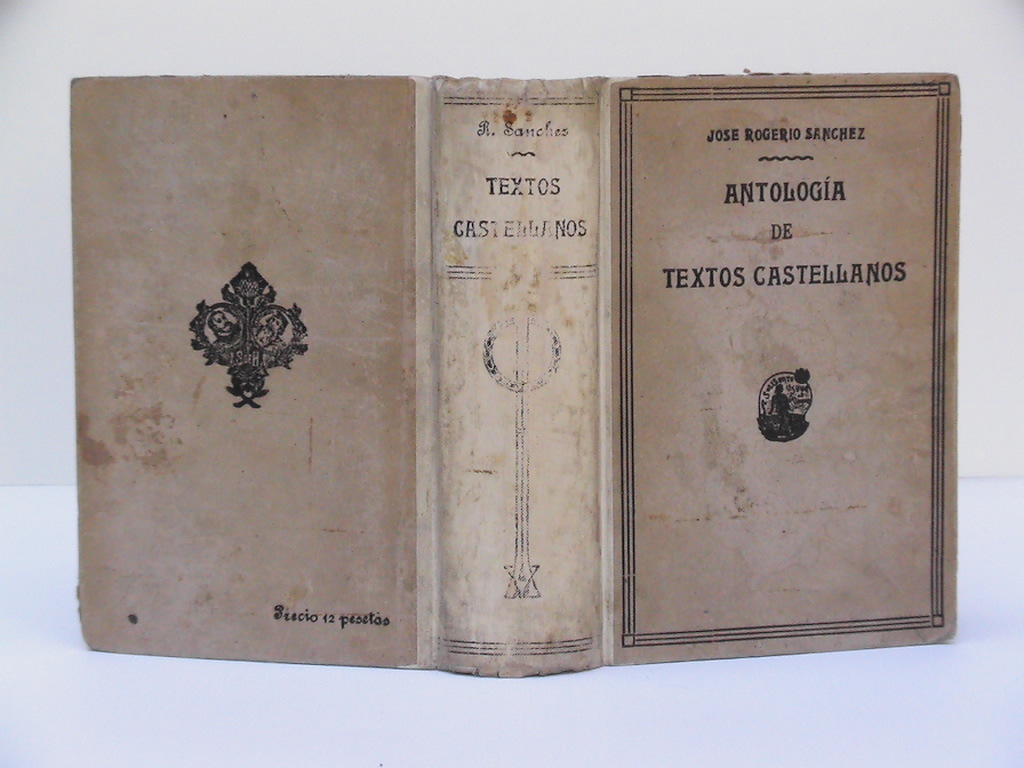 Precio 12 pesetas
R. Sanchez
TEXTOS
CASTELLANOS
JOSE ROGERIO SANCHEZ
ANTOLOGÍA
DE
TEXTOS CASTELLANOS